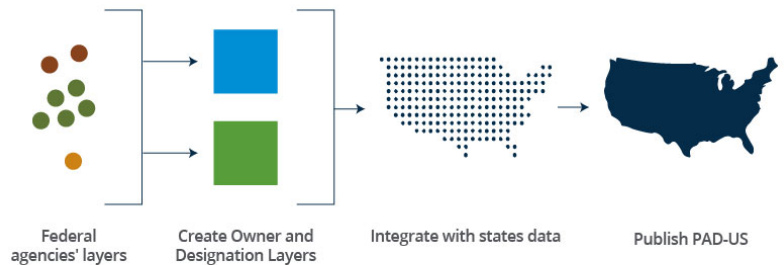 Federal
agencies' layers
Create Owner and
Designation Layers
Integrate with states data
Publish PAD-US